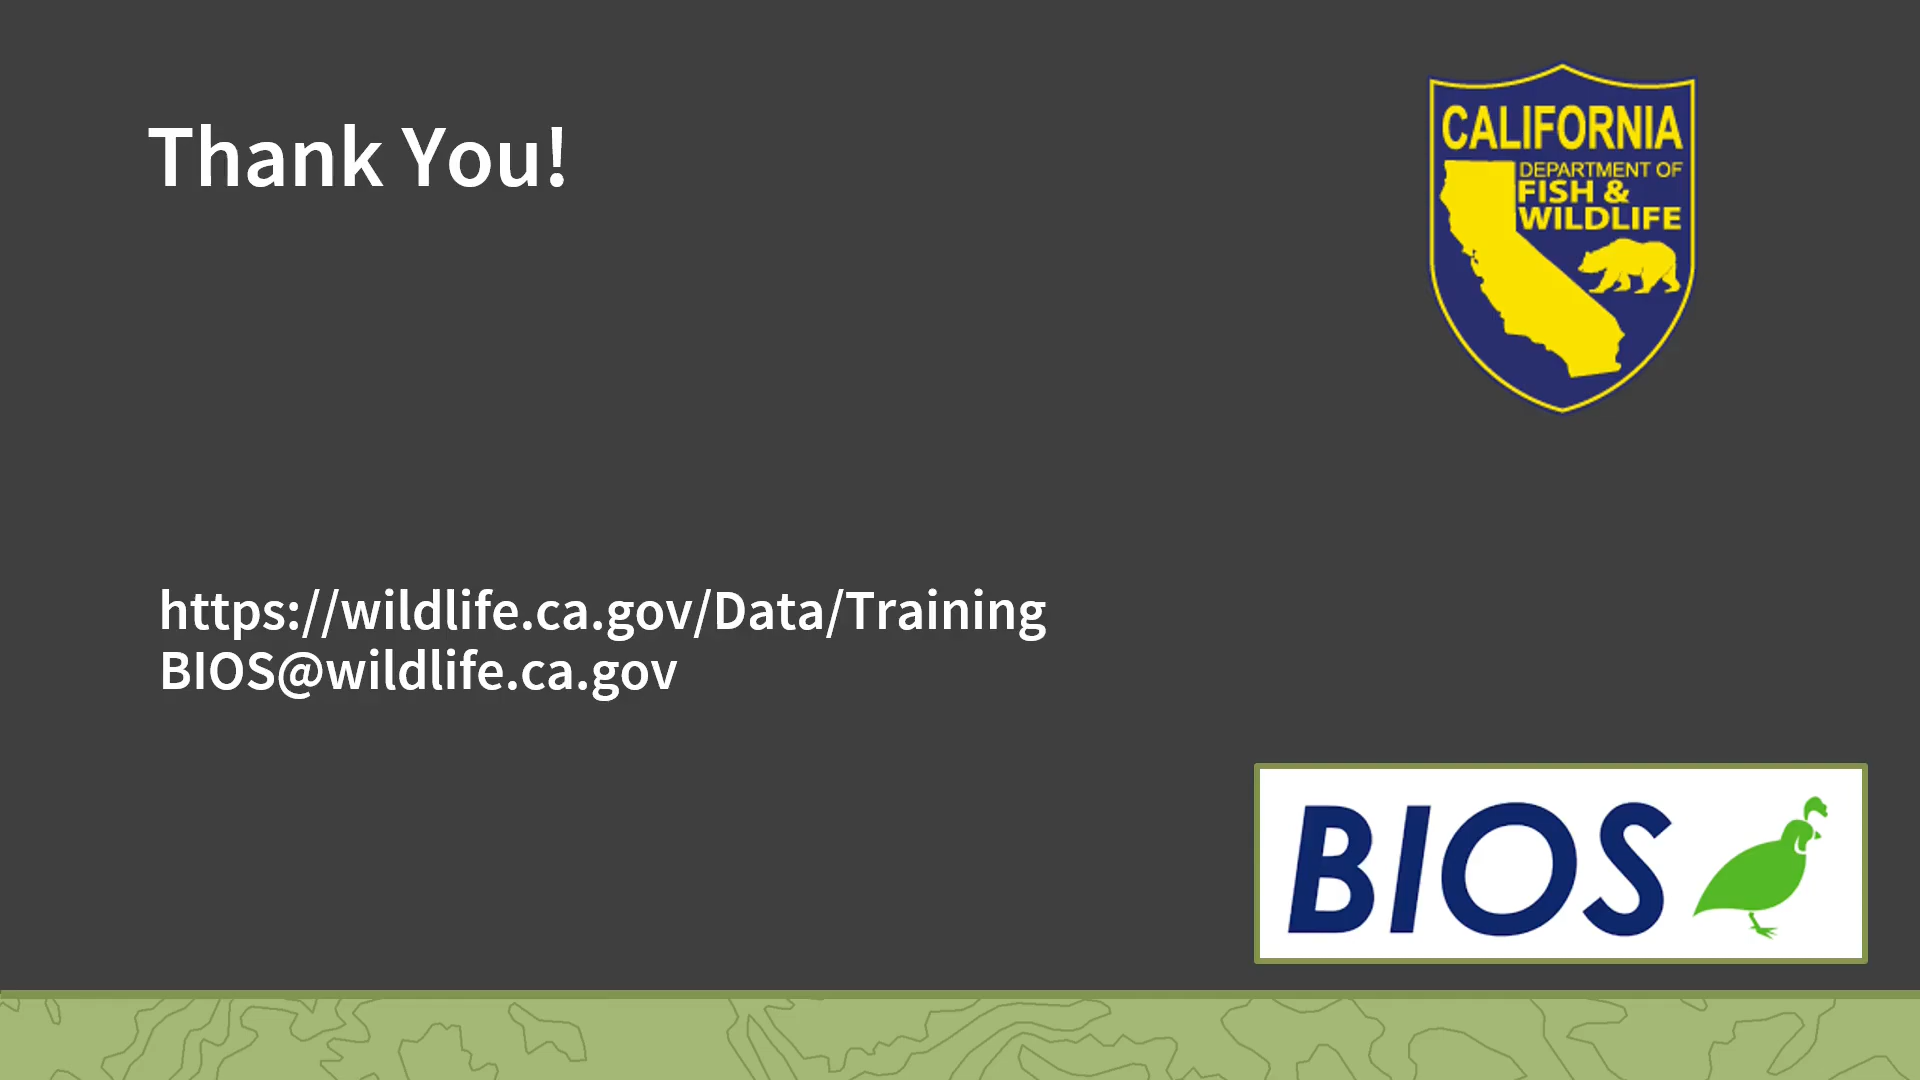 Thank You!
CALIFORNIA
DEPARTMENT OF
FISH &
WILDLIFE
https://wildlife.ca.gov/Data/Training
BIOS@wildlife.ca.gov
BIOS